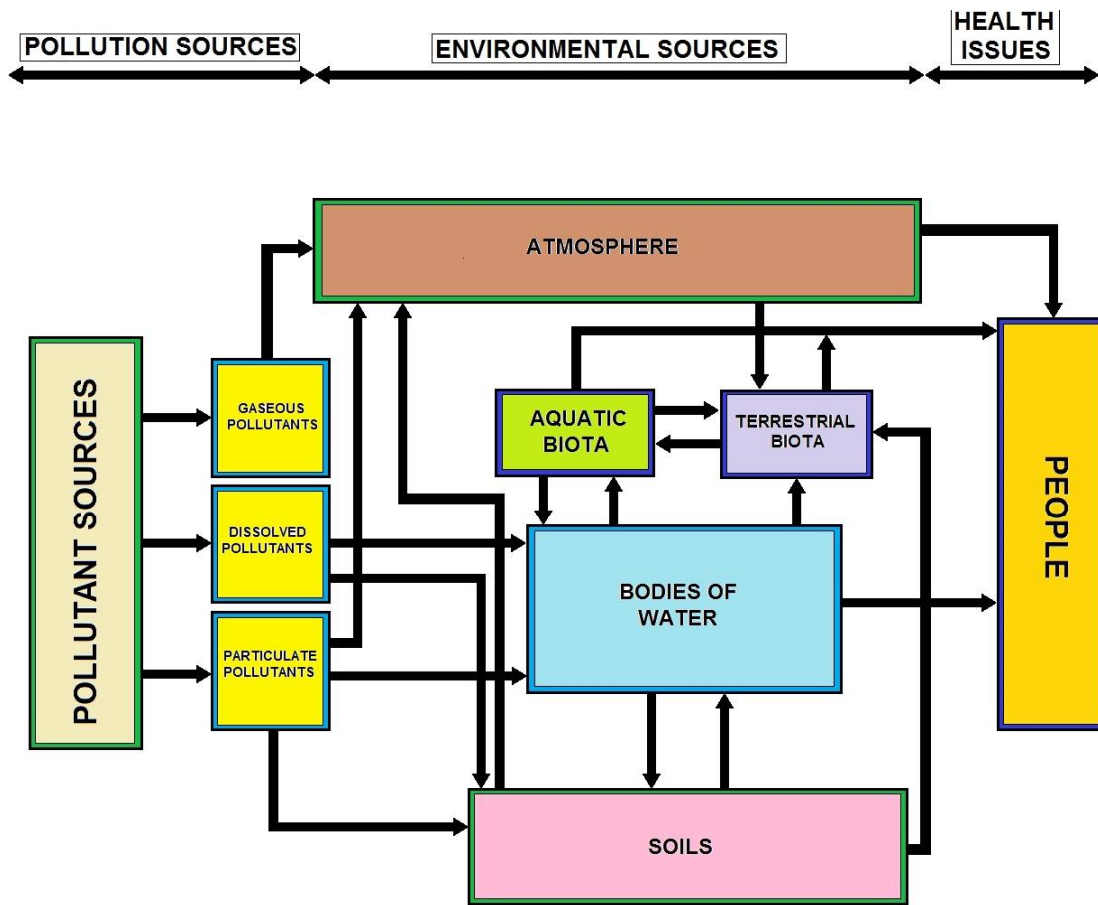 POLLUTION SOURCES
ENVIRONMENTAL SOURCES
HEALTH
ISSUES
ATMOSPHERE
POLLUTANT SOURCES
GASEOUS
POLLUTANTS
DISSOLVED
POLLUTANTS
PARTICULATE
POLLUTANTS
AQUATIC
BIOTA
TERRESTRIAL
BIOTA
BODIES OF
WATER
SOILS
PEOPLE